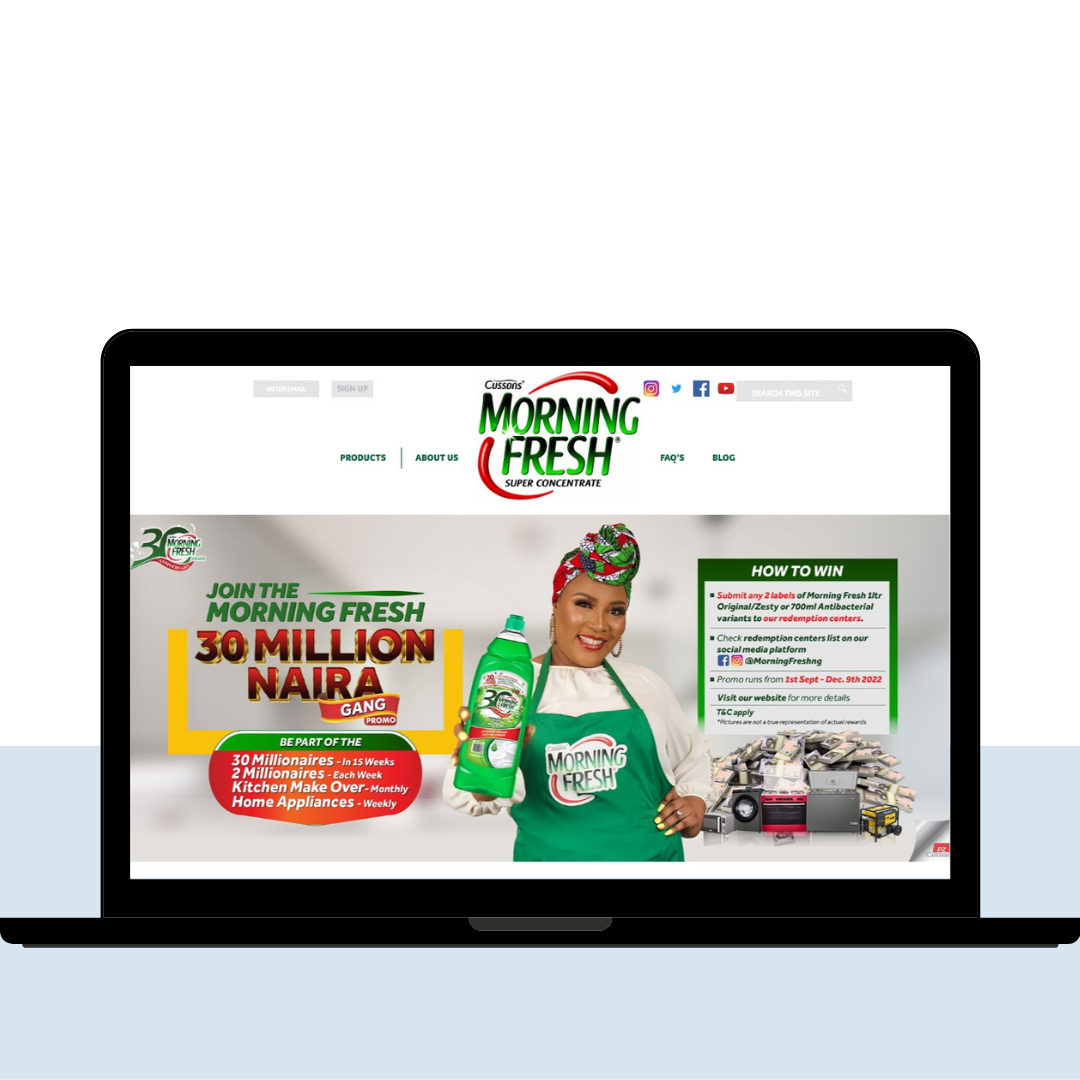 ENTER EMAIL
SIGN UP
SEARCH THIS SITE
Cussons
MORNING
FRESH®
SUPER CONCENTRATE
PRODUCTS
ABOUT US
FAQ'S
BLOG
30
MORNING
FRESH
ANNIVERSARY
JOIN THE
MORNING FRESH
30 MILLION
NAIRA
GANG
PROMO
BE PART OF THE
30 Millionaires - In 15 Weeks
2 Millionaires - Each Week
Kitchen Make Over- Monthly
Home Appliances - Weekly
30
Cussons
MORNING
FRESH
HOW TO WIN
Submit any 2 labels of Morning Fresh 1ltr
Original/Zesty or 700ml Antibacterial
variants to our redemption centers.
Check redemption centers list on our
social media platform
@MorningFreshng
Promo runs from 1st Sept - Dec. 9th 2022
Visit our website for more details
T&C apply
*Pictures are not a true representation of actual rewards
PZ
Cussons